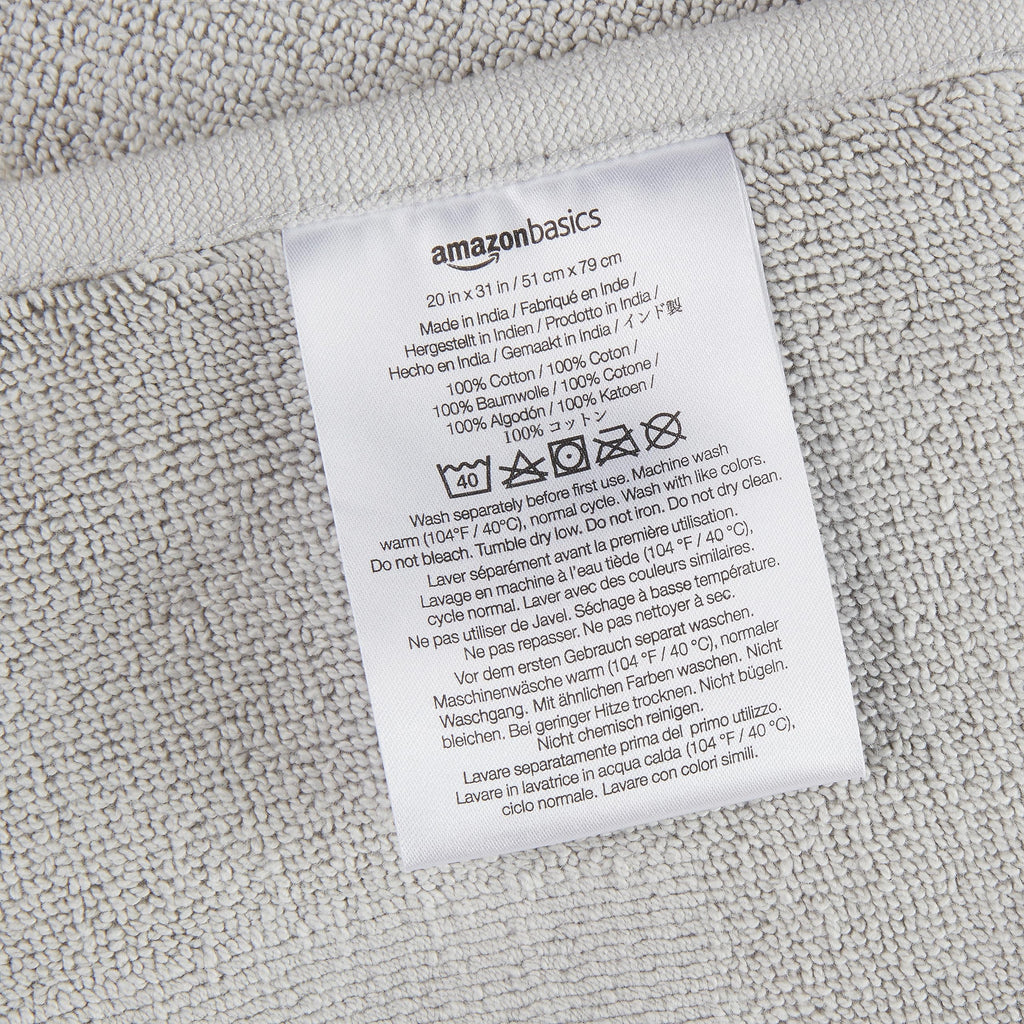 amazonbasics
20 in x 31 in / 51 cm x 79 cm
Made in India / Fabriqué en Inde /
Hergestellt in Indien / Prodotto in India /
Hecho en India / Gemaakt in India / インド製
100% Cotton / 100% Coton /
100% Baumwolle / 100% Cotone /
100% Algodón / 100% Katoen /
100% コットン
40
Wash separately before first use. Machine wash
warm (104°F / 40°C), normal cycle. Wash with like colors.
Do not bleach. Tumble dry low. Do not iron. Do not dry clean.
Laver séparément avant la première utilisation.
Lavage en machine à l'eau tiède (104 °F / 40 °C),
cycle normal. Laver avec des couleurs similaires.
Ne pas utiliser de Javel. Séchage à basse température.
Ne pas repasser. Ne pas nettoyer à sec.
Vor dem ersten Gebrauch separat waschen.
Maschinenwäsche warm (104 °F / 40 °C), normaler
Waschgang. Mit ähnlichen Farben waschen. Nicht
bleichen. Bei geringer Hitze trocknen. Nicht bügeln.
Nicht chemisch reinigen.
Lavare separatamente prima del primo utilizzo.
Lavare in lavatrice in acqua calda (104 °F / 40 °C),
ciclo normale. Lavare con colori simili.